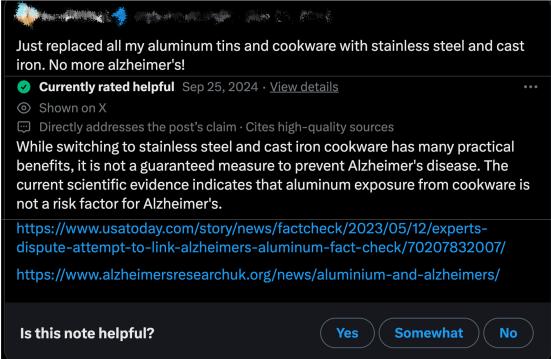 Just replaced all my aluminum tins and cookware with stainless steel and cast
iron. No more alzheimer's!
Currently rated helpful Sep 25, 2024 · View details
Shown on X
Directly addresses the post's claim · Cites high-quality sources
While switching to stainless steel and cast iron cookware has many practical
benefits, it is not a guaranteed measure to prevent Alzheimer's disease. The
current scientific evidence indicates that aluminum exposure from cookware is
not a risk factor for Alzheimer's.
https://www.usatoday.com/story/news/factcheck/2023/05/12/experts-
dispute-attempt-to-link-alzheimers-aluminum-fact-check/70207832007/
https://www.alzheimersresearchuk.org/news/aluminium-and-alzheimers/
Is this note helpful? Yes Somewhat No